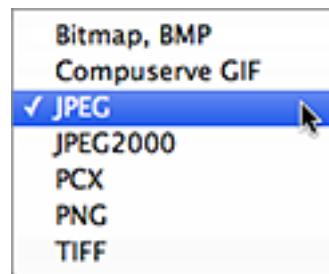 Bitmap, BMP
Compuserve GIF
✓ JPEG
JPEG2000
PCX
PNG
TIFF